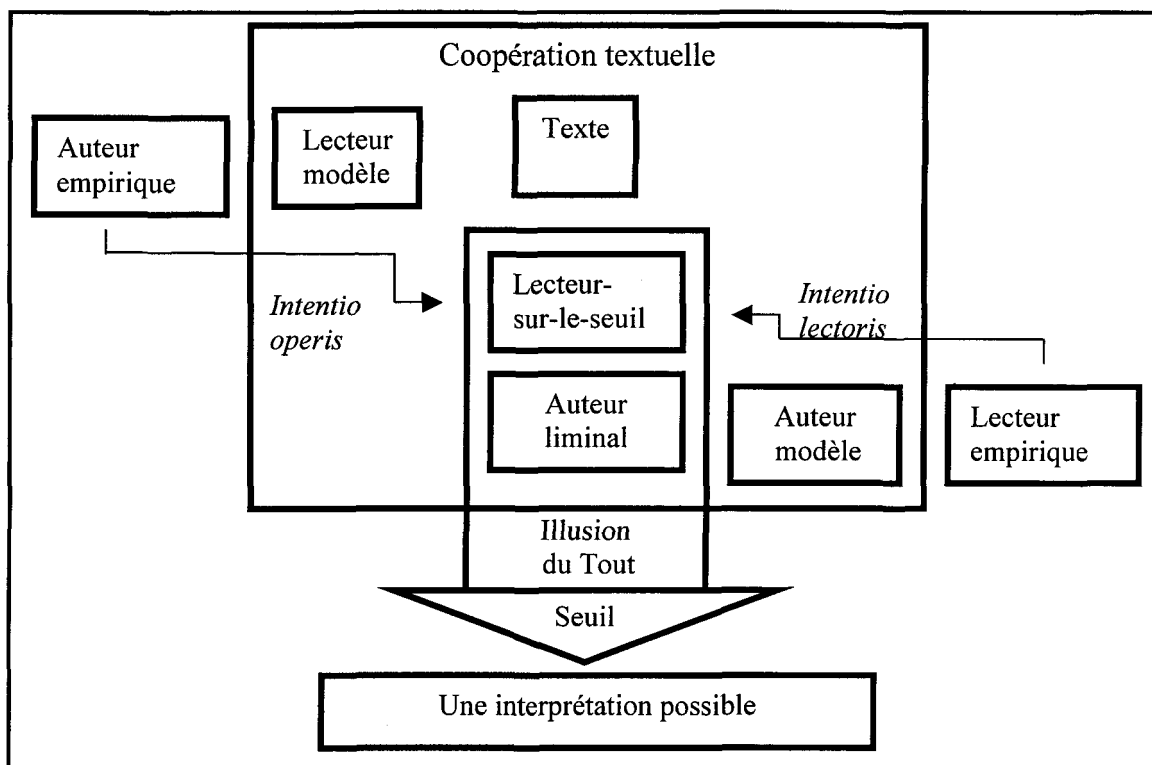 Coopération textuelle
Auteur
empirique
Lecteur
modèle
Texte
Lecteur-
sur-le-seuil
Intentio
operis
Intentio
lectoris
Auteur
liminal
Auteur
modèle
Lecteur
empirique
Illusion
du Tout
Seuil
Une interprétation possible